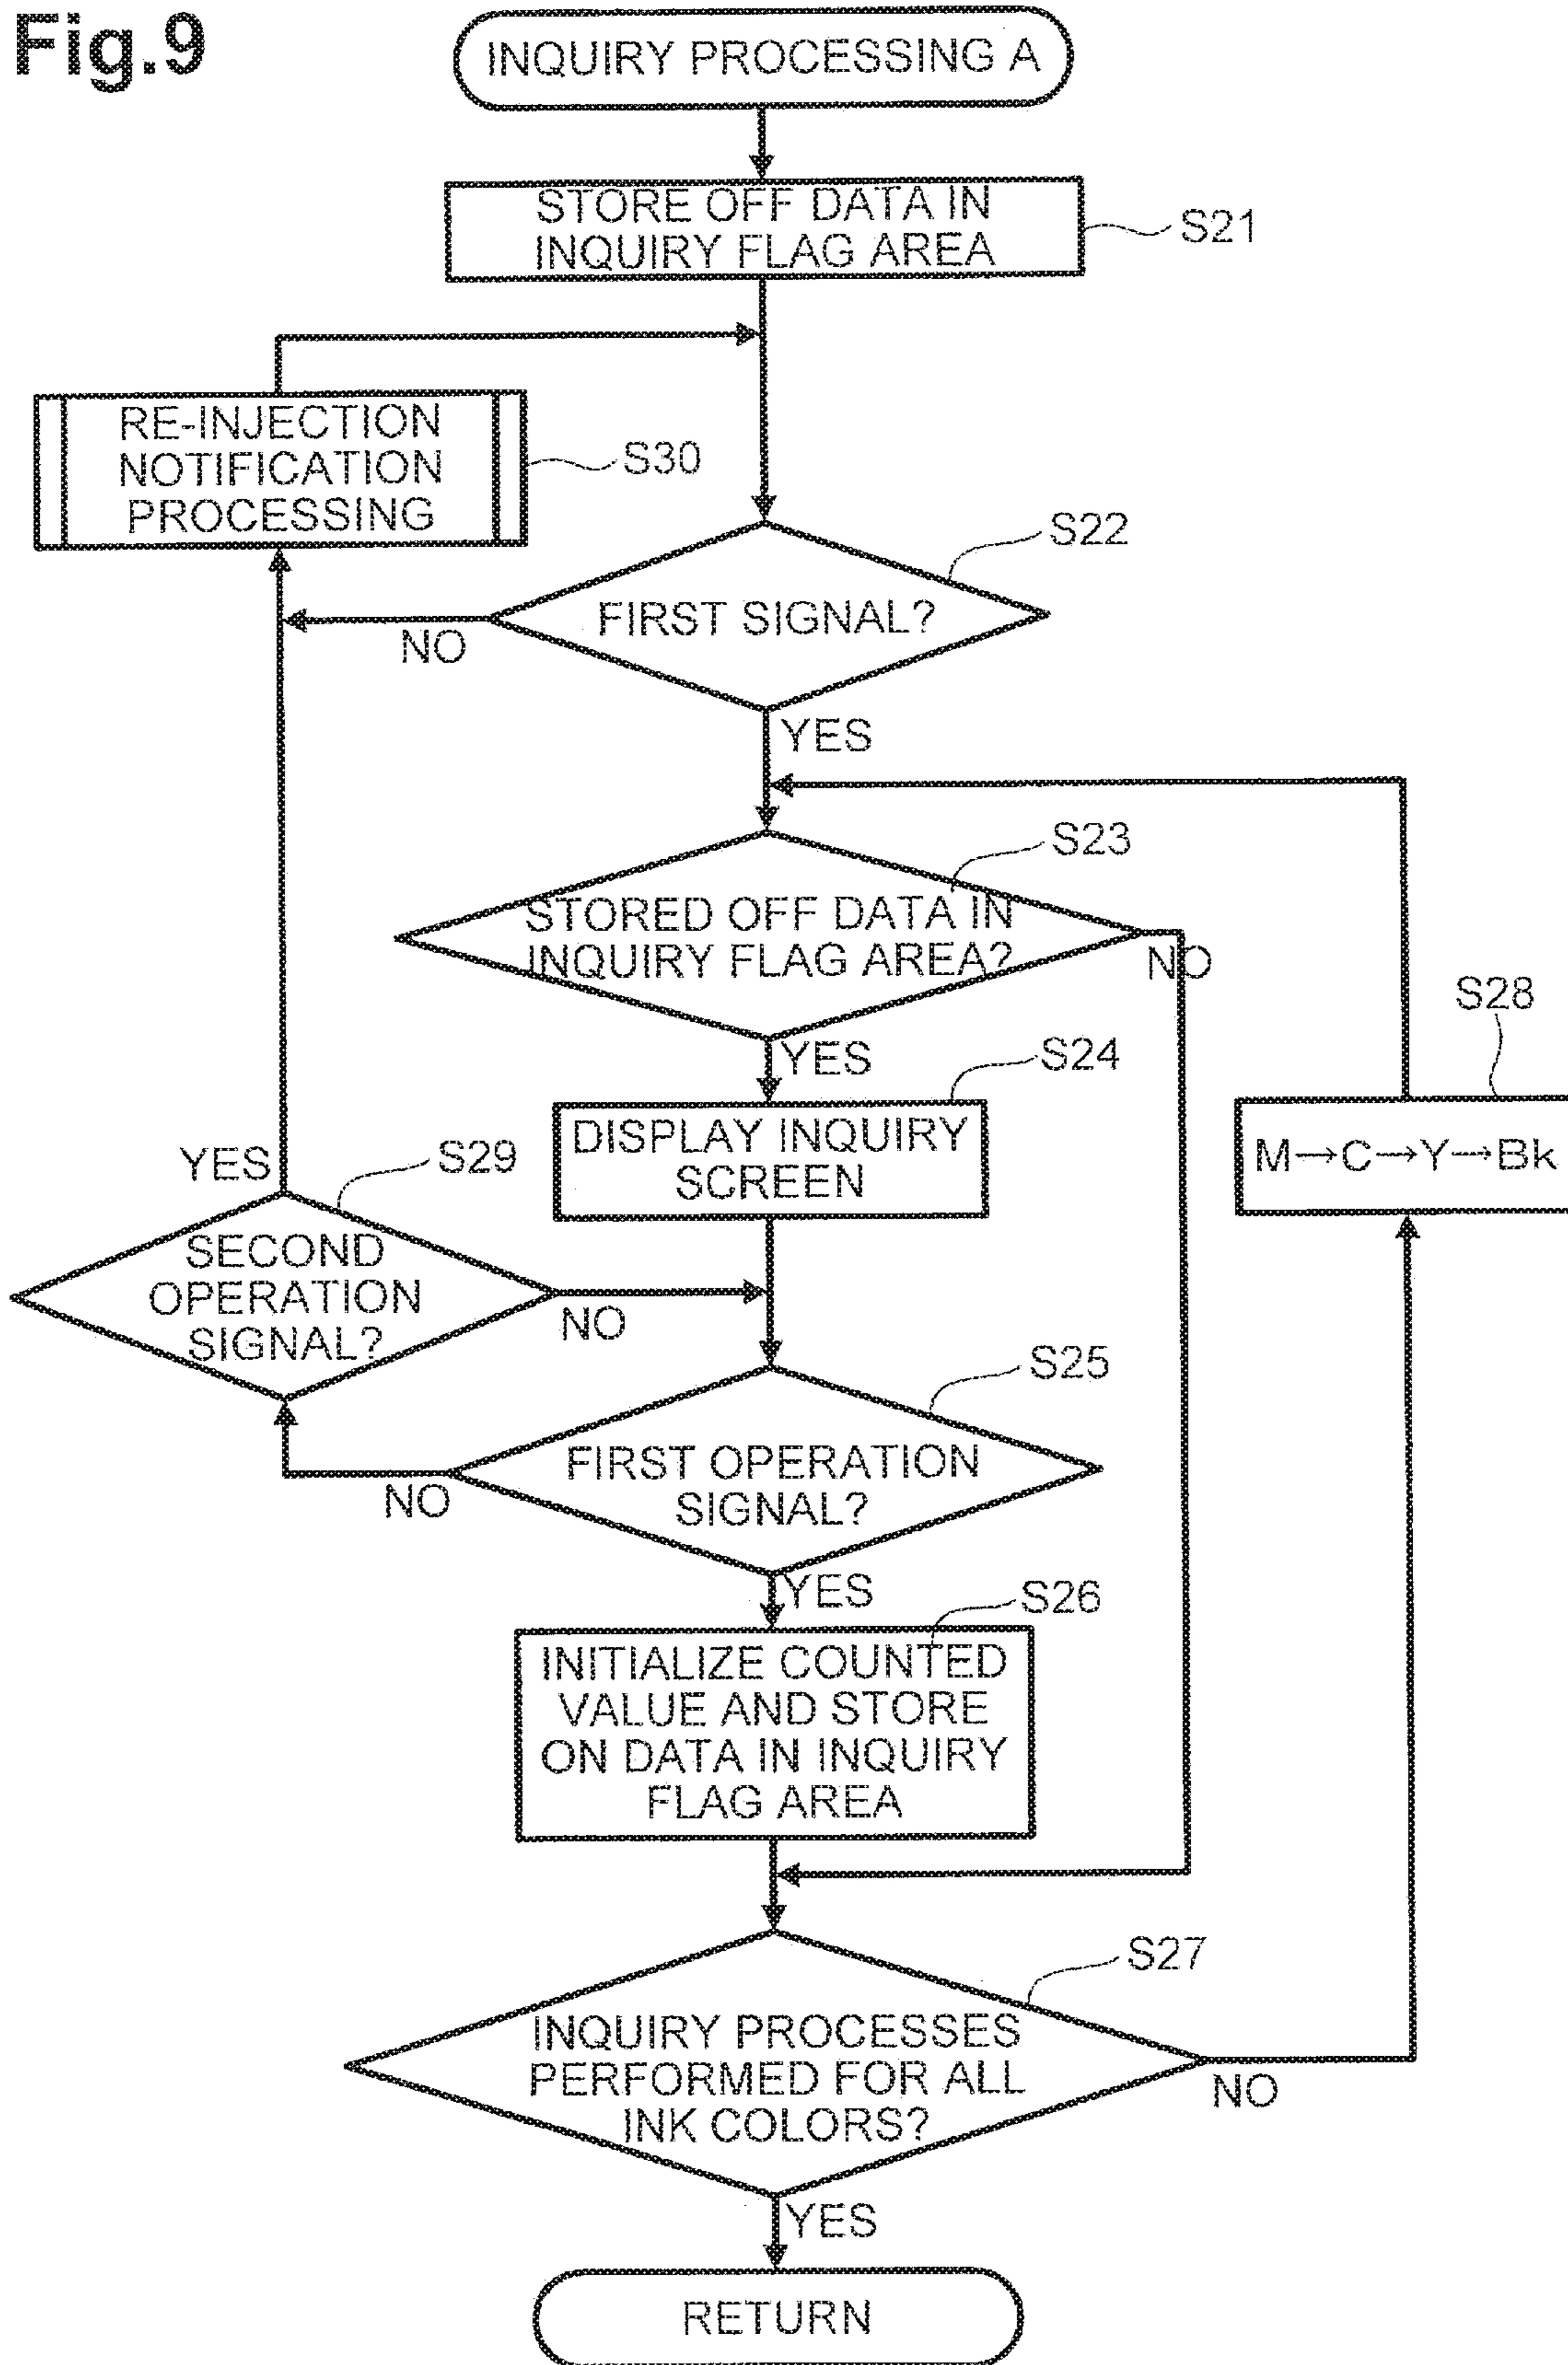 Fig.9
INQUIRY PROCESSING A
STORE OFF DATA IN
INQUIRY FLAG AREA
S21
RE-INJECTION
NOTIFICATION
PROCESSING
S30
S22
FIRST SIGNAL?
NO
YES
S23
STORED OFF DATA IN
INQUIRY FLAG AREA?
NO
YES
S24
DISPLAY INQUIRY
SCREEN
S28
M→C→Y→Bk
YES
S29
SECOND
OPERATION
SIGNAL?
NO
S25
FIRST OPERATION
SIGNAL?
NO
YES
S26
INITIALIZE COUNTED
VALUE AND STORE
ON DATA IN INQUIRY
FLAG AREA
S27
INQUIRY PROCESSES
PERFORMED FOR ALL
INK COLORS?
NO
YES
RETURN